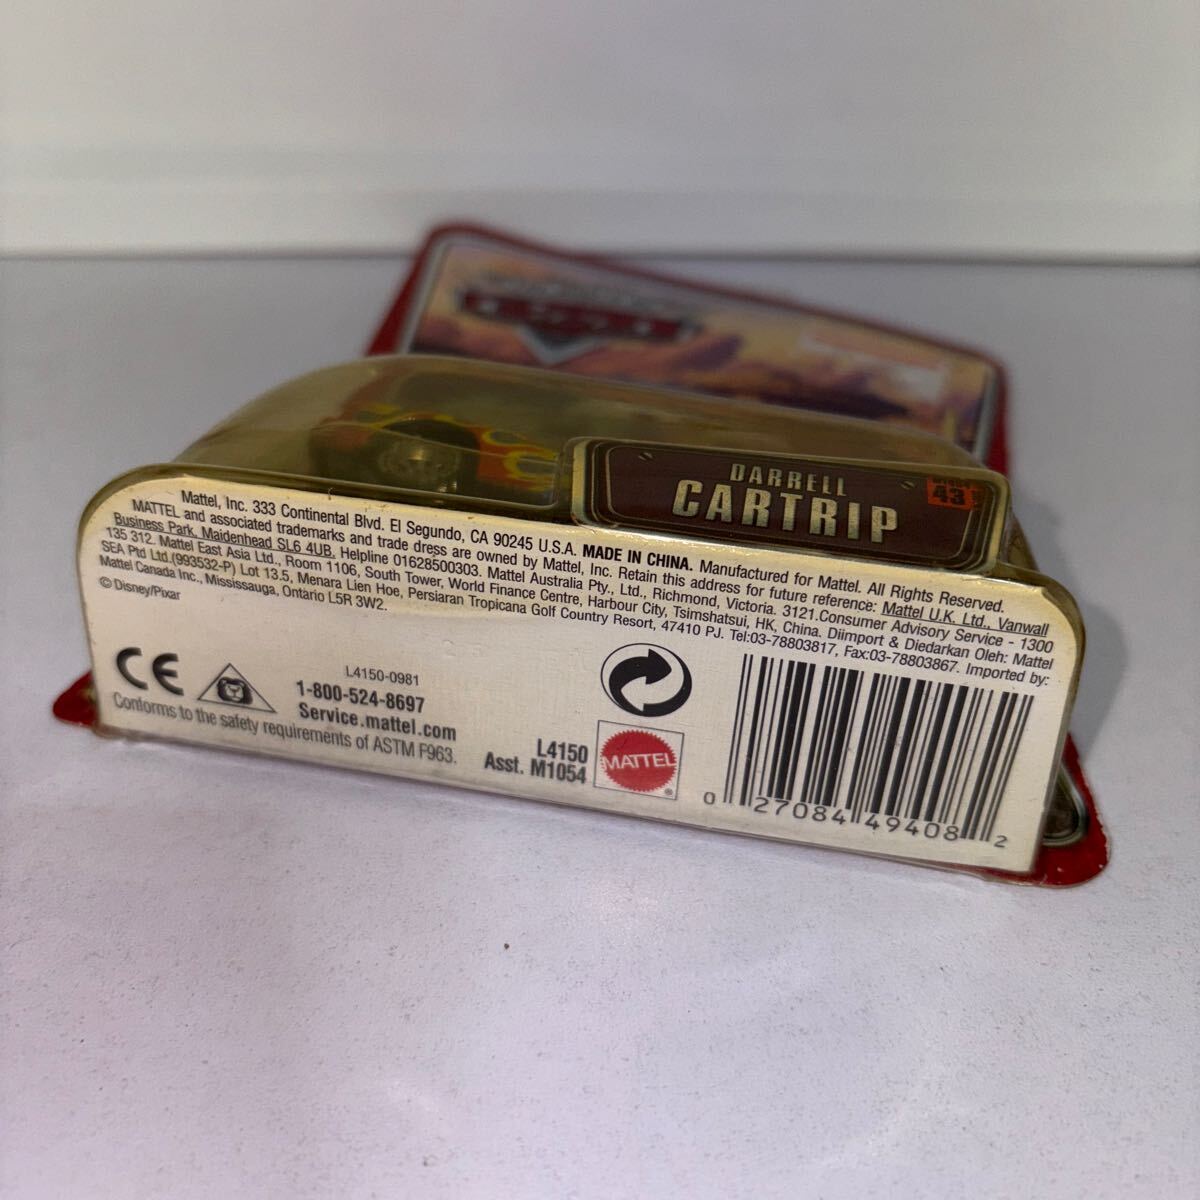 DARRELL
CARTRIP
43
Mattel, Inc. 333 Continental Blvd. El Segundo, CA 90245 U.S.A. MADE IN CHINA. Manufactured for Mattel. All Rights Reserved.
MATTEL and associated trademarks and trade dress are owned by Mattel, Inc. Retain this address for future reference: Mattel U.K. Ltd., Vanwall
Business Park, Maidenhead SL6 4UB. Helpline 01628500303. Mattel Australia Pty., Ltd., Richmond, Victoria. 3121.Consumer Advisory Service - 1300
135 312. Mattel East Asia Ltd., Room 1106, South Tower, World Finance Centre, Harbour City, Tsimshatsui, HK, China. Diimport & Diedarkan Oleh: Mattel
SEA Ptd Ltd.(993532-P) Lot 13.5, Menara Lien Hoe, Persiaran Tropicana Golf Country Resort, 47410 PJ. Tel:03-78803817, Fax:03-78803867. Imported by:
Mattel Canada Inc., Mississauga, Ontario L5R 3W2.
© Disney/Pixar
CE
L4150-0981
1-800-524-8697
Service.mattel.com
Conforms to the safety requirements of ASTM F963.
L4150
Asst. M1054
MATTEL
®
0 27084 49408 2